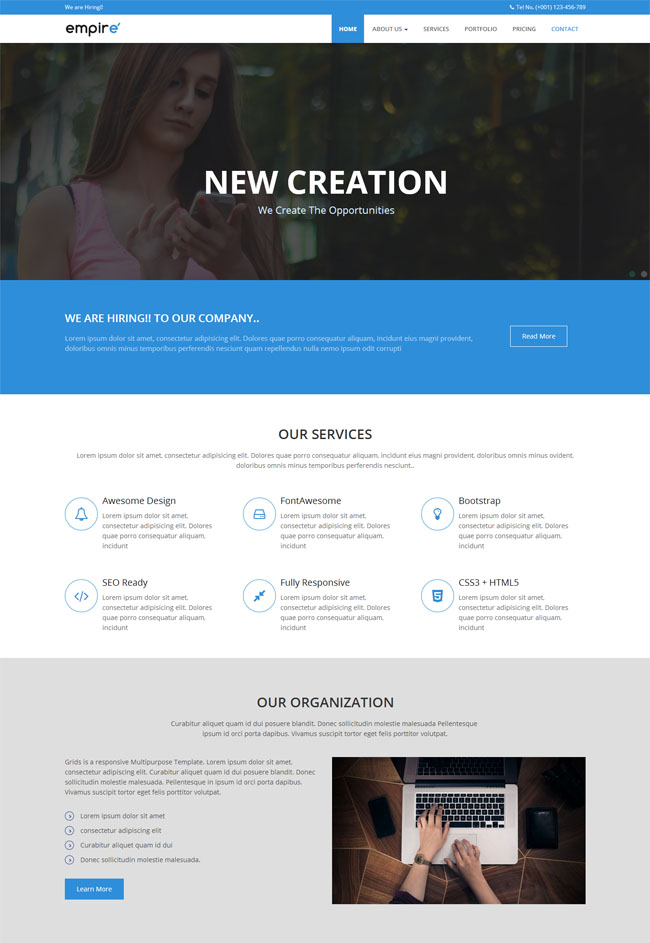 We are Hiring!!
Tel No. (+001) 123-456-789
empire
HOME ABOUT US SERVICES PORTFOLIO PRICING CONTACT
NEW CREATION
We Create The Opportunities
WE ARE HIRING!! TO OUR COMPANY..
Lorem ipsum dolor sit amet, consectetur adipisicing elit. Dolores quae porro consequatur aliquam, incidunt eius magni provident,
doloribus omnis minus temporibus perferendis nesciunt quam repellendus nulla nemo ipsum odit corrupti
Read More
OUR SERVICES
Lorem ipsum dolor sit amet, consectetur adipisicing elit. Dolores quae porro consequatur aliquam, incidunt eius magni provident. doloribus omnis minus ovident.
doloribus omnis minus temporibus perferendis nesciunt..
Awesome Design
Lorem ipsum dolor sit amet,
consectetur adipisicing elit. Dolores
quae porro consequatur aliquam,
incidunt
FontAwesome
Lorem ipsum dolor sit amet,
consectetur adipisicing elit. Dolores
quae porro consequatur aliquam,
incidunt
Bootstrap
Lorem ipsum dolor sit amet,
consectetur adipisicing elit. Dolores
quae porro consequatur aliquam,
incidunt
SEO Ready
Lorem ipsum dolor sit amet,
consectetur adipisicing elit. Dolores
quae porro consequatur aliquam,
incidunt
Fully Responsive
Lorem ipsum dolor sit amet,
consectetur adipisicing elit. Dolores
quae porro consequatur aliquam,
incidunt
CSS3 + HTML5
Lorem ipsum dolor sit amet,
consectetur adipisicing elit. Dolores
quae porro consequatur aliquam,
incidunt
OUR ORGANIZATION
Curabitur aliquet quam id dui posuere blandit. Donec sollicitudin molestie malesuada Pellentesque
ipsum id orci porta dapibus. Vivamus suscipit tortor eget felis porttitor volutpat.
Grids is a responsive Multipurpose Template. Lorem ipsum dolor sit amet,
consectetur adipiscing elit. Curabitur aliquet quam id dui posuere blandit. Donec
sollicitudin molestie malesuada. Pellentesque in ipsum id orci porta dapibus.
Vivamus suscipit tortor eget felis porttitor volutpat.
Lorem ipsum dolor sit amet
consectetur adipiscing elit
Curabitur aliquet quam id dui
Donec sollicitudin molestie malesuada.
Learn More